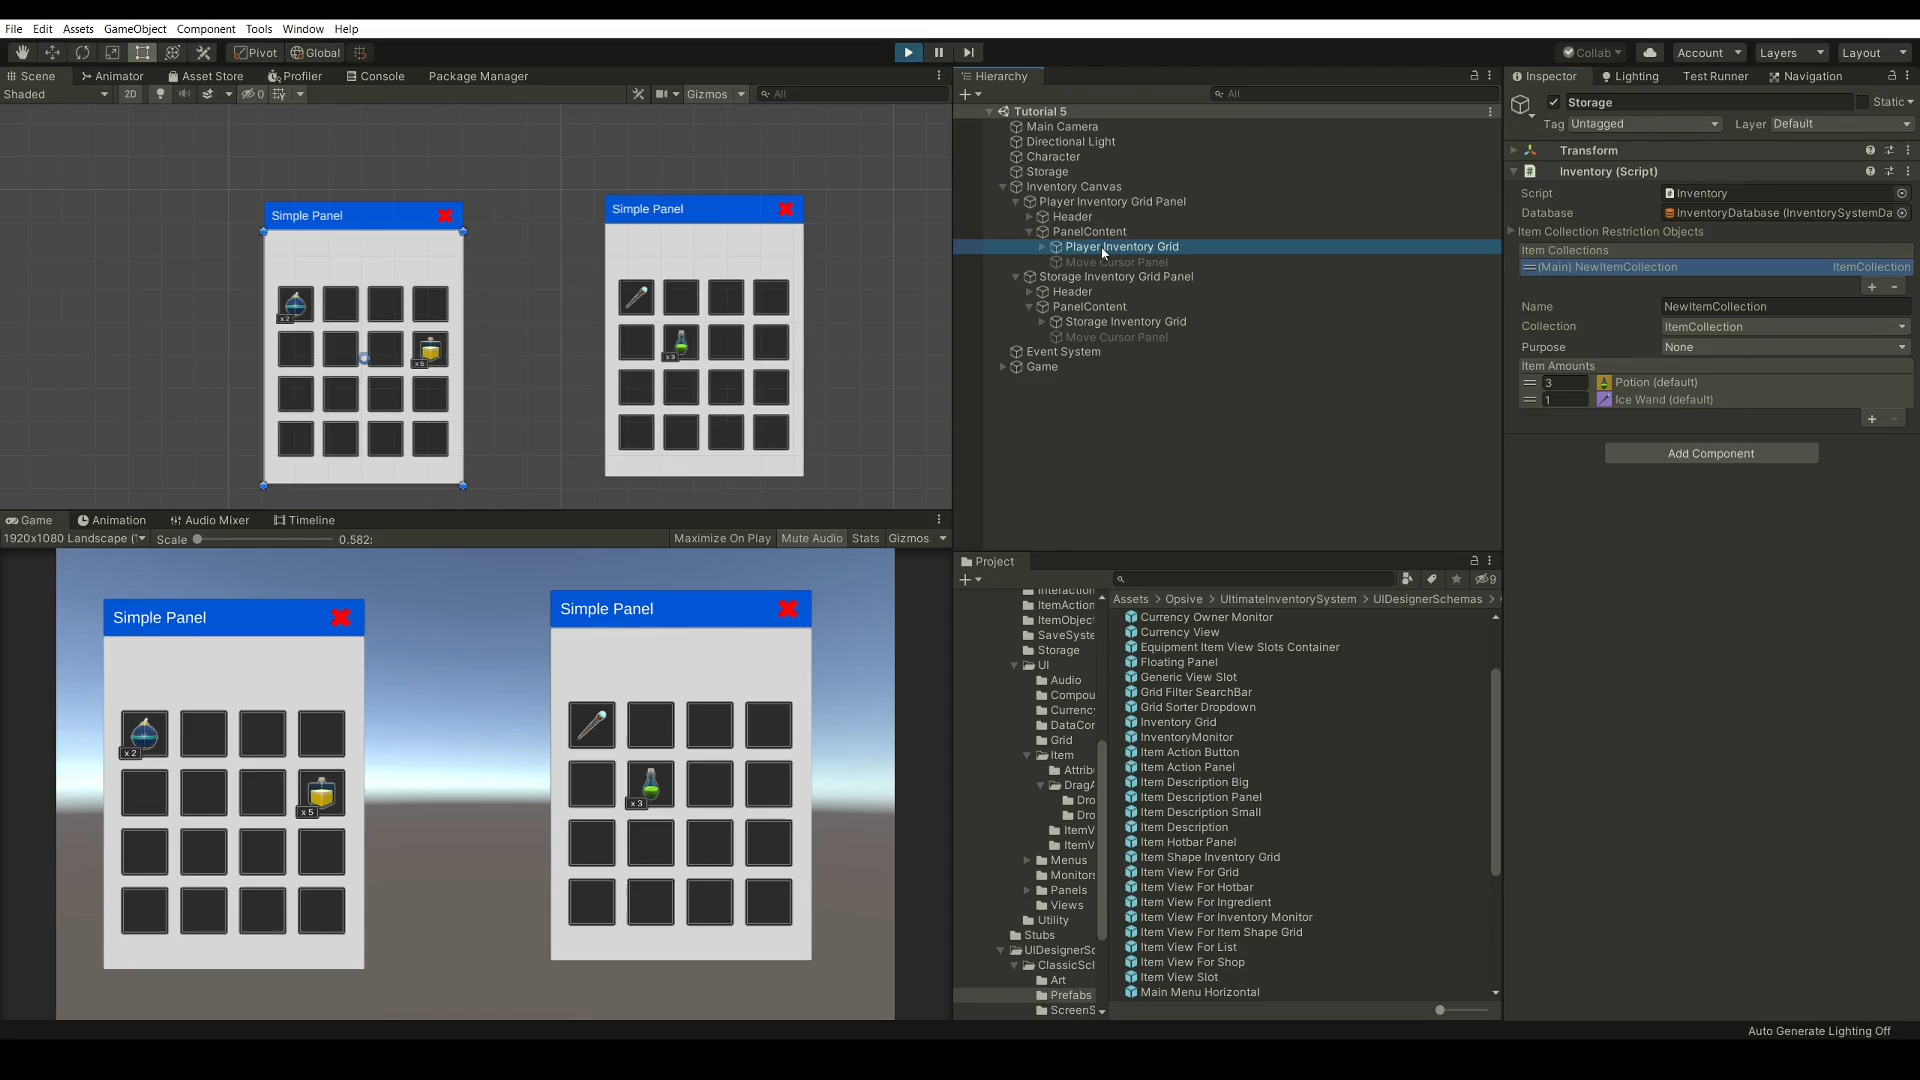 File Edit Assets GameObject Component Tools Window Help
Pivot Global Collab Account Layers Layout
Scene Animator Asset Store Profiler Console Package Manager
Shaded 2D 0 Gizmos All
Simple Panel
x2
x5
Simple Panel
x3
Game Animation Audio Mixer Timeline
1920x1080 Landscape (1 Scale 0.582: Maximize On Play Mute Audio Stats Gizmos
Simple Panel
x 2
x 5
Simple Panel
x 3
Hierarchy
All
Tutorial 5
Main Camera
Directional Light
Character
Storage
Inventory Canvas
Player Inventory Grid Panel
Header
PanelContent
Player Inventory Grid
Move Cursor Panel
Storage Inventory Grid Panel
Header
PanelContent
Storage Inventory Grid
Move Cursor Panel
Event System
Game
Project
9
Interaction
ItemAction
ItemObjec
SaveSyste
Storage
UI
Audio
Compou
Currency
DataCor
Grid
Item
Attrib
DragA
Dro
Dro
ItemV
ItemV
Menus
Monitors
Panels
Views
Utility
Stubs
UIDesignerSc
ClassicScl
Art
Prefabs
ScreenS
Assets > Opsive > UltimateInventorySystem > UIDesignerSchemas >
Currency Owner Monitor
Currency View
Equipment Item View Slots Container
Floating Panel
Generic View Slot
Grid Filter SearchBar
Grid Sorter Dropdown
Inventory Grid
InventoryMonitor
Item Action Button
Item Action Panel
Item Description Big
Item Description Panel
Item Description Small
Item Description
Item Hotbar Panel
Item Shape Inventory Grid
Item View For Grid
Item View For Hotbar
Item View For Ingredient
Item View For Inventory Monitor
Item View For Item Shape Grid
Item View For List
Item View For Shop
Item View Slot
Main Menu Horizontal
Inspector Lighting Test Runner Navigation
Storage Static
Tag Untagged Layer Default
Transform
Inventory (Script)
Script Inventory
Database InventoryDatabase (InventorySystemDa
Item Collection Restriction Objects
Item Collections
(Main) NewItemCollection ItemCollection
Name NewItemCollection
Collection ItemCollection
Purpose None
Item Amounts
3 Potion (default)
1 Ice Wand (default)
Add Component
Auto Generate Lighting Off